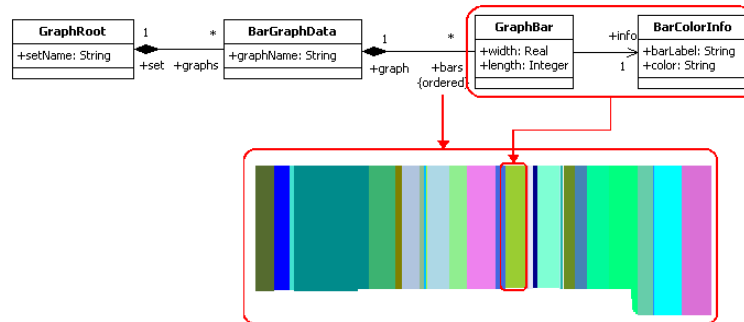 GraphRoot
+setName: String
1
+set
*
+graphs
BarGraphData
+graphName: String
1
+graph
*
+bars
{ordered}
GraphBar
+width: Real
+length: Integer
+info
1
BarColorInfo
+barLabel: String
+color: String